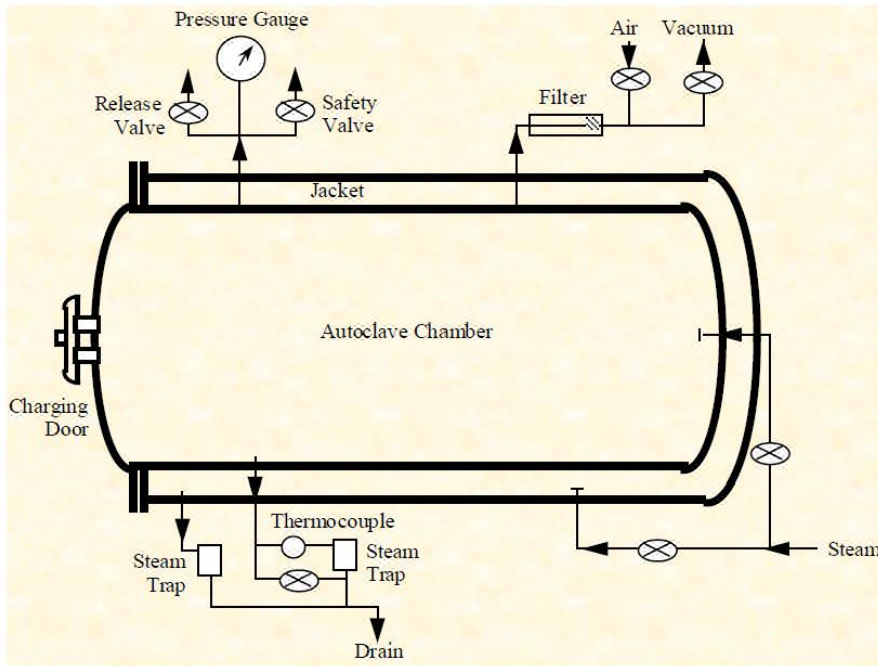 Pressure Gauge
Air
Vacuum
Release
Valve
Safety
Valve
Filter
Jacket
Autoclave Chamber
Charging
Door
Thermocouple
Steam
Trap
Steam
Trap
Steam
Drain